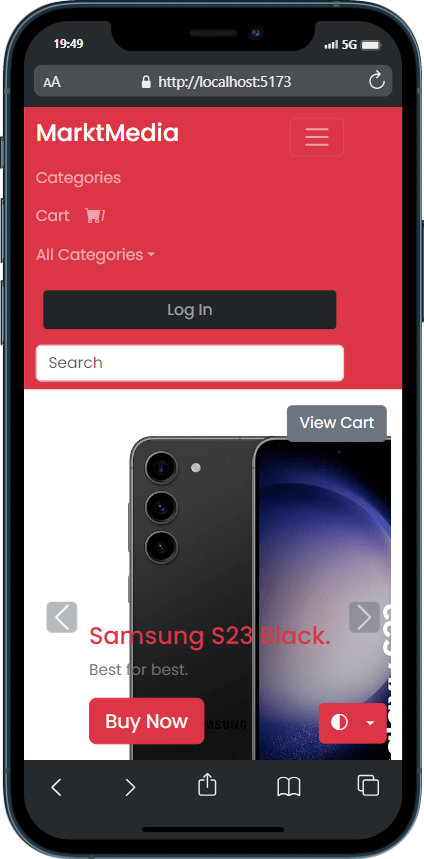 19:49
5G
AA http://localhost:5173
MarktMedia
Categories
Cart
All Categories
Log In
Search
View Cart
Samsung S23 Black.
Best for best.
Buy Now
SAMSUNG